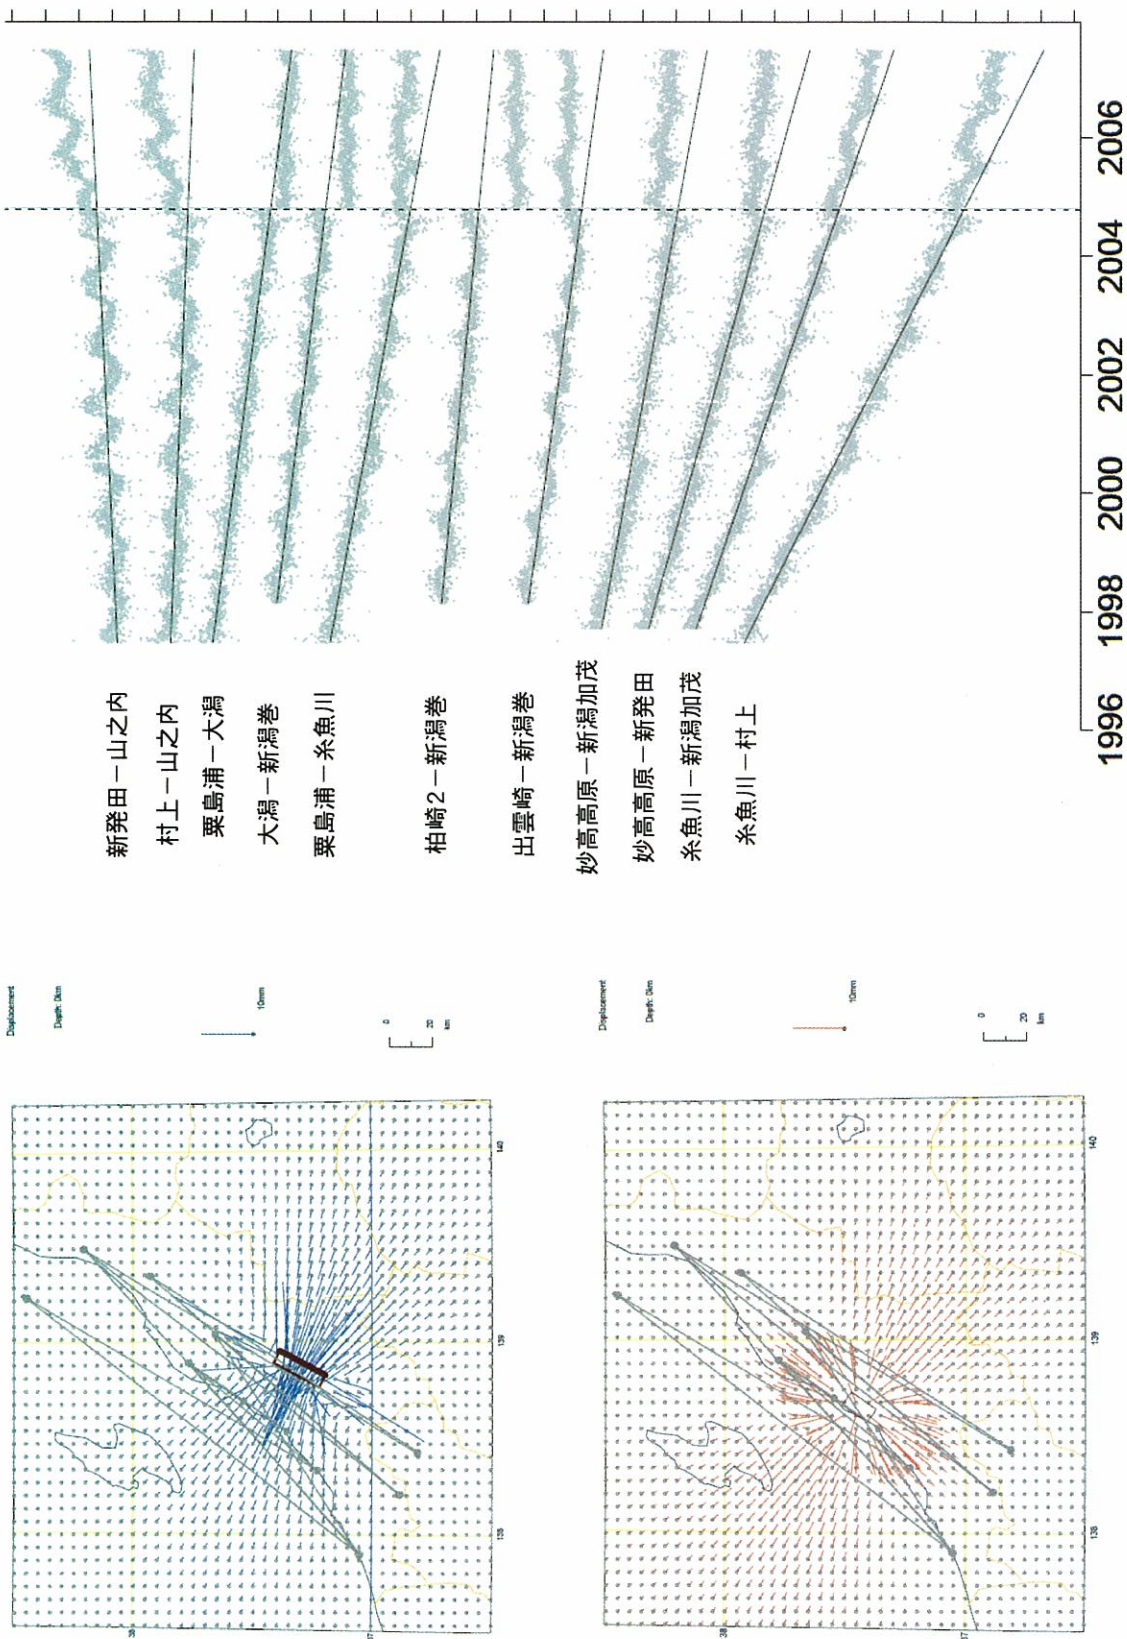 新発田－山之内
村上－山之内
粟島浦－大潟
大潟－新潟巻
粟島浦－糸魚川
柏崎2－新潟巻
出雲崎－新潟巻
妙高高原－新潟加茂
妙高高原－新発田
糸魚川－新潟加茂
糸魚川－村上
1996
1998
2000
2002
2004
2006
Displacement
Depth: 0km
10mm
0
20
km
38
37
138
139
140
Displacement
Depth: 0km
10mm
0
20
km
38
37
138
139
140